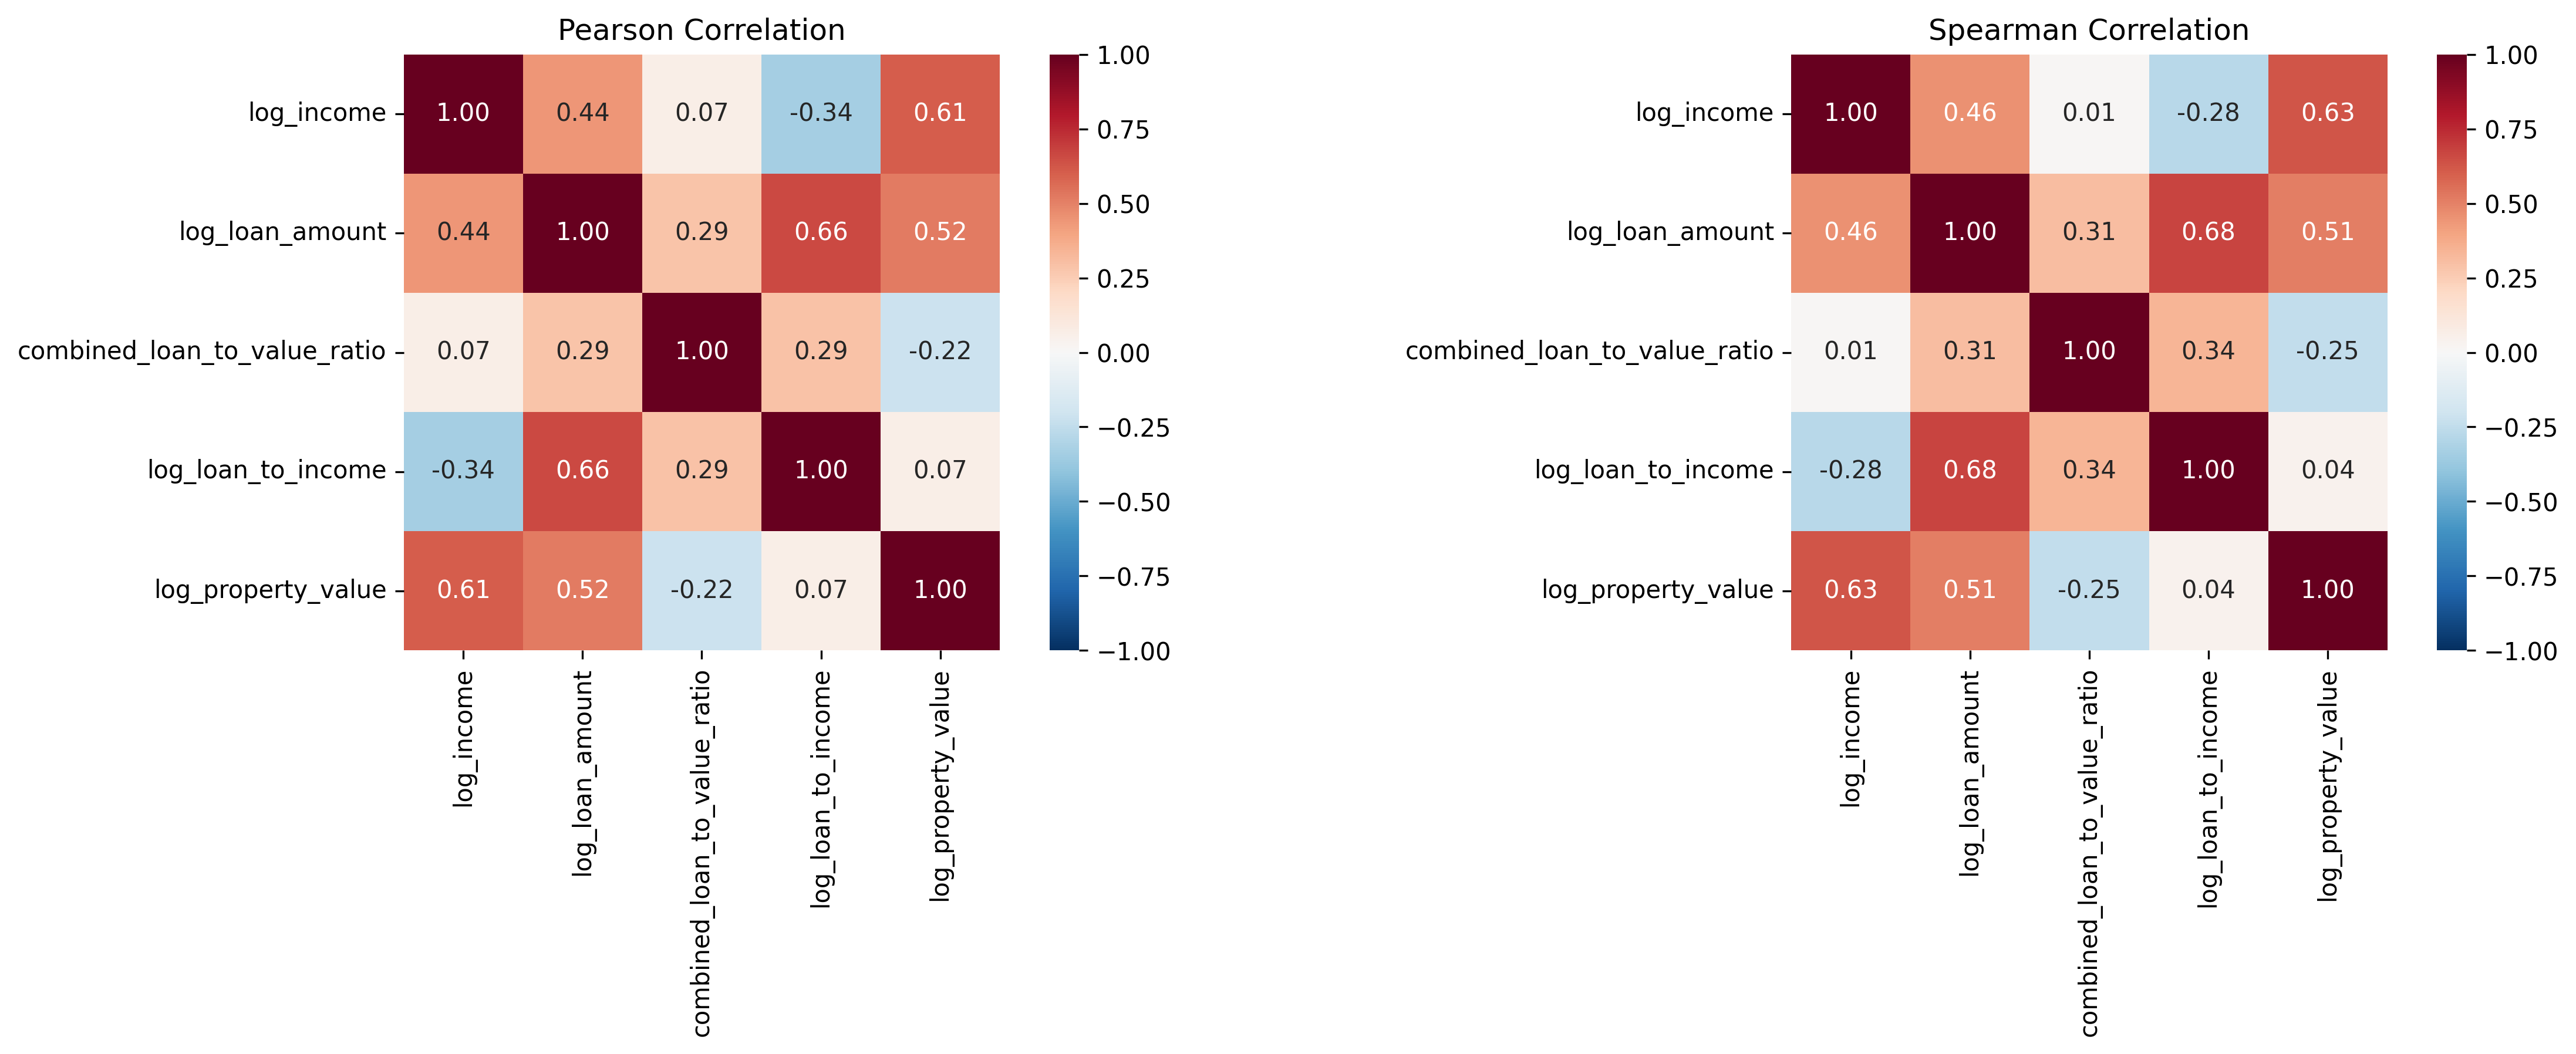 Pearson Correlation
log_income 1.00 0.44 0.07 -0.34 0.61
log_loan_amount 0.44 1.00 0.29 0.66 0.52
combined_loan_to_value_ratio 0.07 0.29 1.00 0.29 -0.22
log_loan_to_income -0.34 0.66 0.29 1.00 0.07
log_property_value 0.61 0.52 -0.22 0.07 1.00
log_income
log_loan_amount
combined_loan_to_value_ratio
log_loan_to_income
log_property_value
1.00
0.75
0.50
0.25
0.00
−0.25
−0.50
−0.75
−1.00
Spearman Correlation
log_income 1.00 0.46 0.01 -0.28 0.63
log_loan_amount 0.46 1.00 0.31 0.68 0.51
combined_loan_to_value_ratio 0.01 0.31 1.00 0.34 -0.25
log_loan_to_income -0.28 0.68 0.34 1.00 0.04
log_property_value 0.63 0.51 -0.25 0.04 1.00
log_income
log_loan_amount
combined_loan_to_value_ratio
log_loan_to_income
log_property_value
1.00
0.75
0.50
0.25
0.00
−0.25
−0.50
−0.75
−1.00